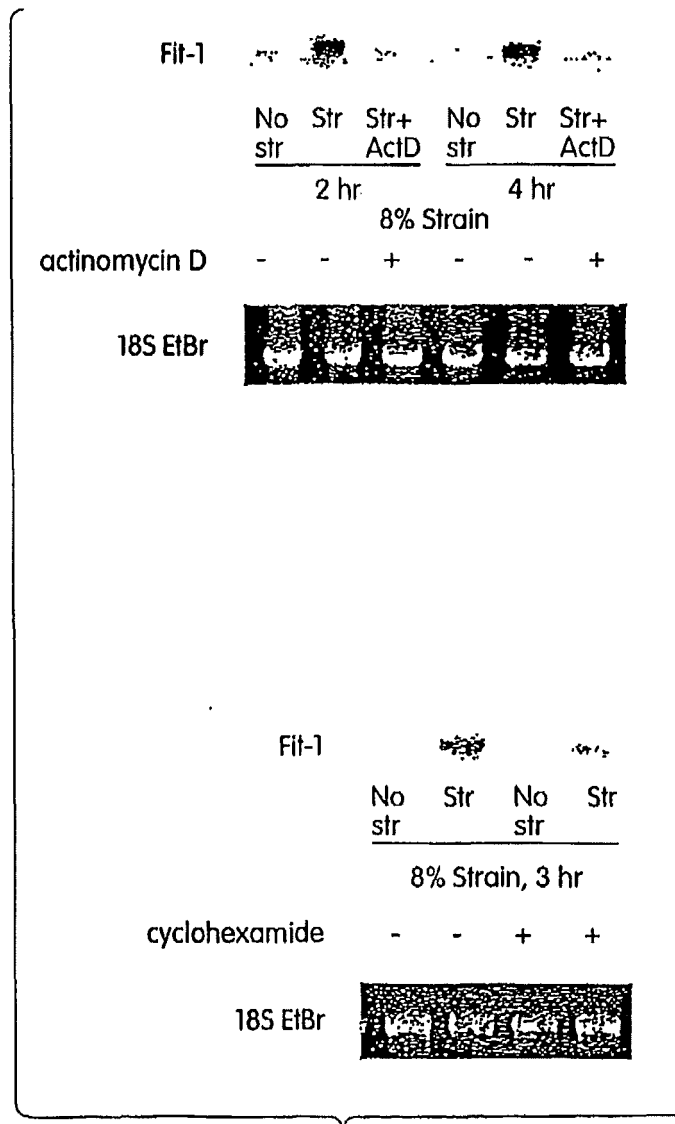 Fit-1
No Str Str+ No Str Str+
str ActD str ActD
2 hr 4 hr
8% Strain
actinomycin D - - + - - +
18S EtBr
Fit-1
No Str No Str
str str
8% Strain, 3 hr
cyclohexamide - - + +
18S EtBr